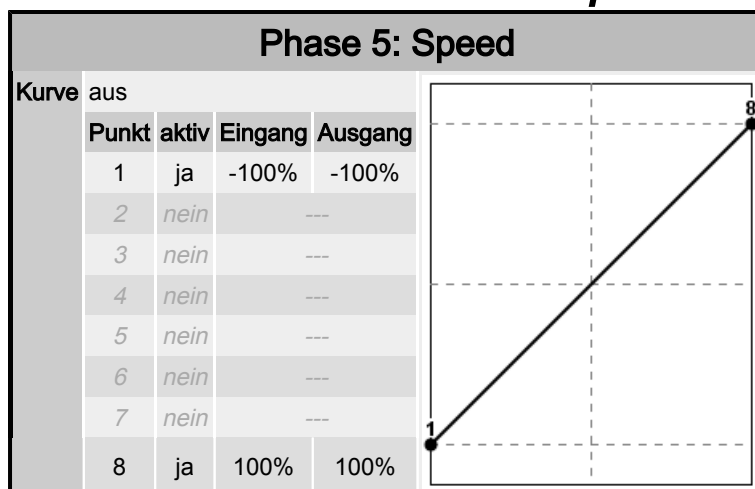 Phase 5: Speed
Kurve aus
Punkt aktiv Eingang Ausgang
1 ja -100% -100%
2 nein ---
3 nein ---
4 nein ---
5 nein ---
6 nein ---
7 nein ---
8 ja 100% 100%
8
1